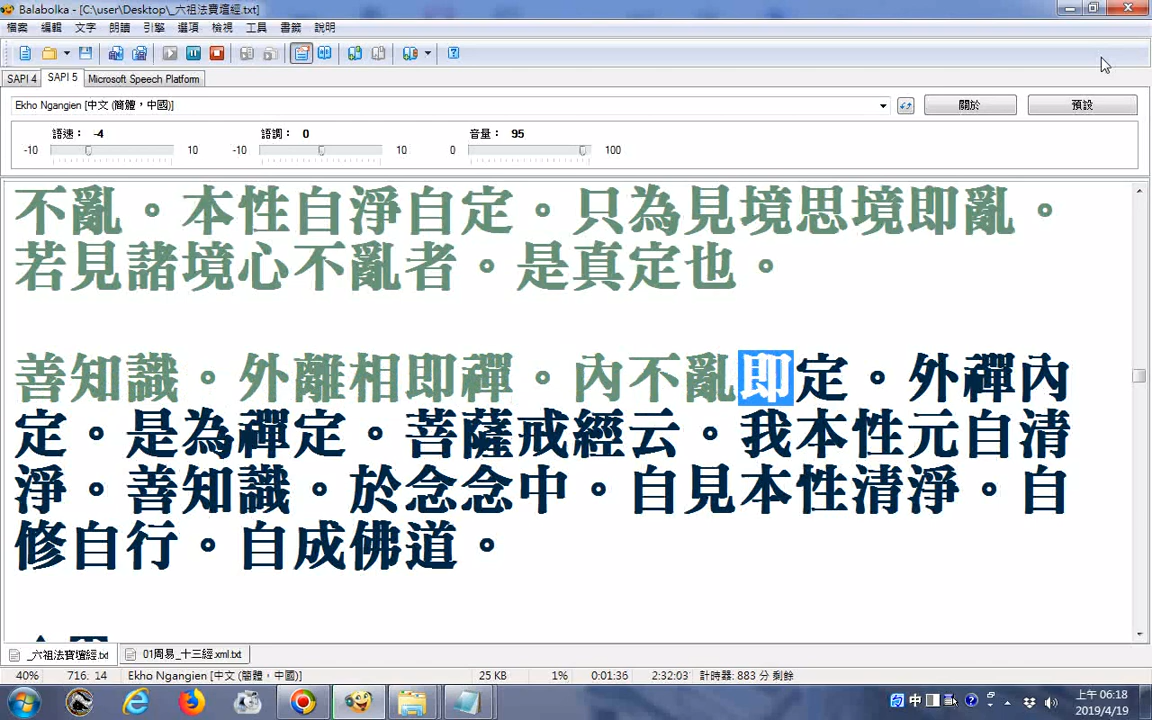 Balabolka - [C:\user\Desktop\_六祖法寶壇經.txt]
檔案 編輯 文字 朗讀 引擎 選項 檢視 工具 書籤 說明
SAPI 4 SAPI 5 Microsoft Speech Platform
Ekho Ngangien [中文 (簡體，中國)] 關於 預設
語速： -4 語調： 0 音量： 95
-10 10 -10 10 0 100
不亂。本性自淨自定。只為見境思境即亂。
若見諸境心不亂者。是真定也。
善知識。外離相即禪。內不亂即定。外禪內
定。是為禪定。菩薩戒經云。我本性元自清
淨。善知識。於念念中。自見本性清淨。自
修自行。自成佛道。
_六祖法寶壇經.txt 01周易_十三經.xml.txt
40% 716. 14 Ekho Ngangien [中文 (簡體，中國)] 25 KB 1% 0:01:36 2:32:03 計時器: 883 分 剩餘
中 上午 06:18
2019/4/19